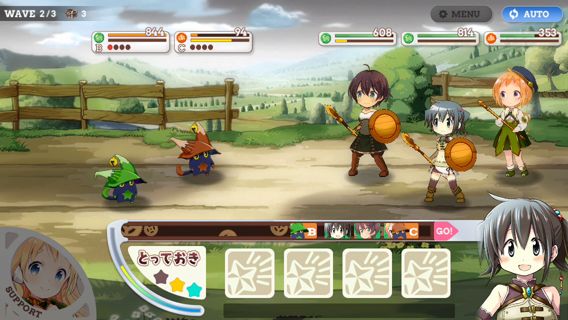 WAVE 2/3 3
MENU
AUTO
844
B
94
C
608
814
353
B
C
GO!
とっておき
SUPPORT